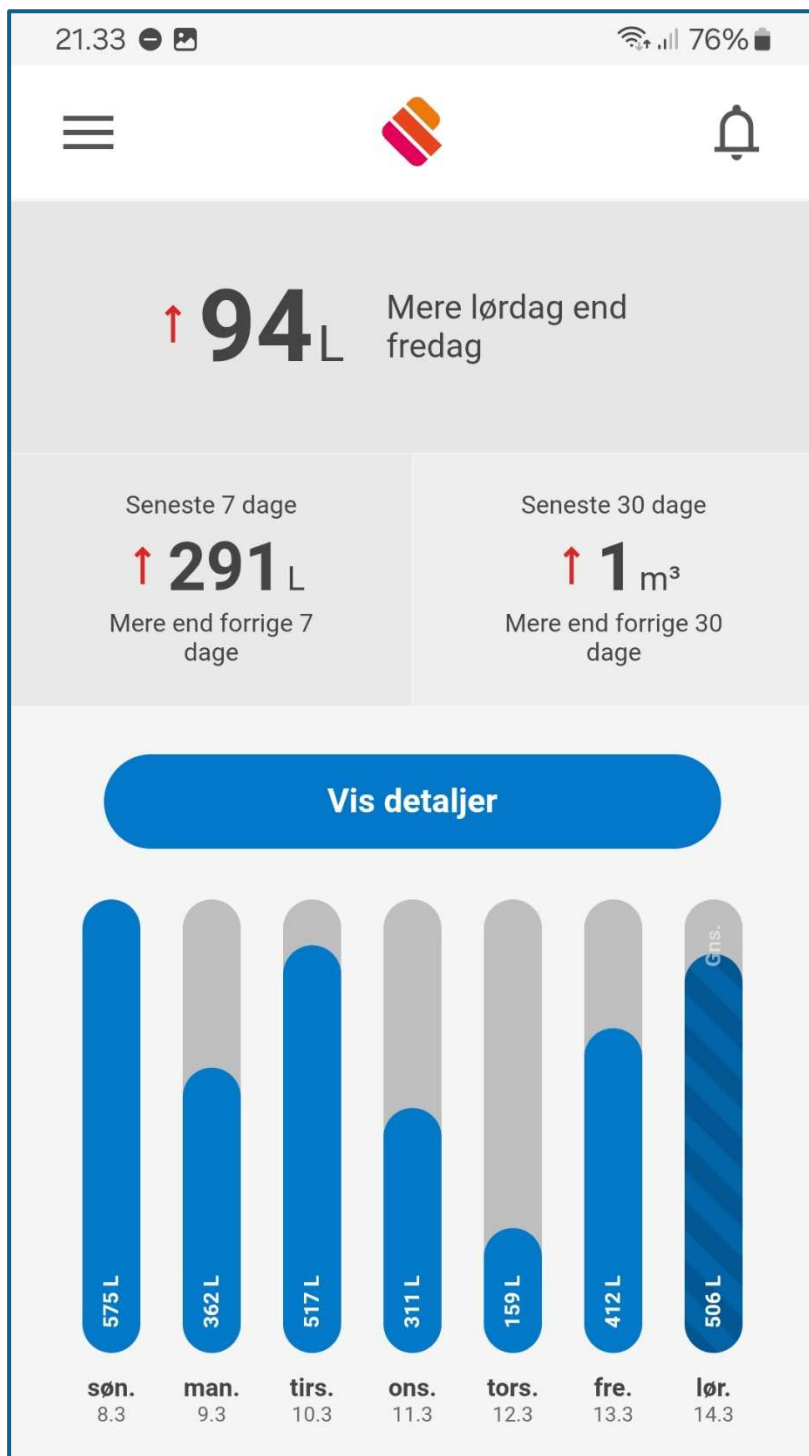 21.33 76%
94 L
Mere lørdag end
fredag
Seneste 7 dage
291 L
Mere end forrige 7
dage
Seneste 30 dage
1 m³
Mere end forrige 30
dage
Vis detaljer
Gns.
575 L 362 L 517 L 311 L 159 L 412 L 506 L
søn. man. tirs. ons. tors. fre. lør.
8.3 9.3 10.3 11.3 12.3 13.3 14.3